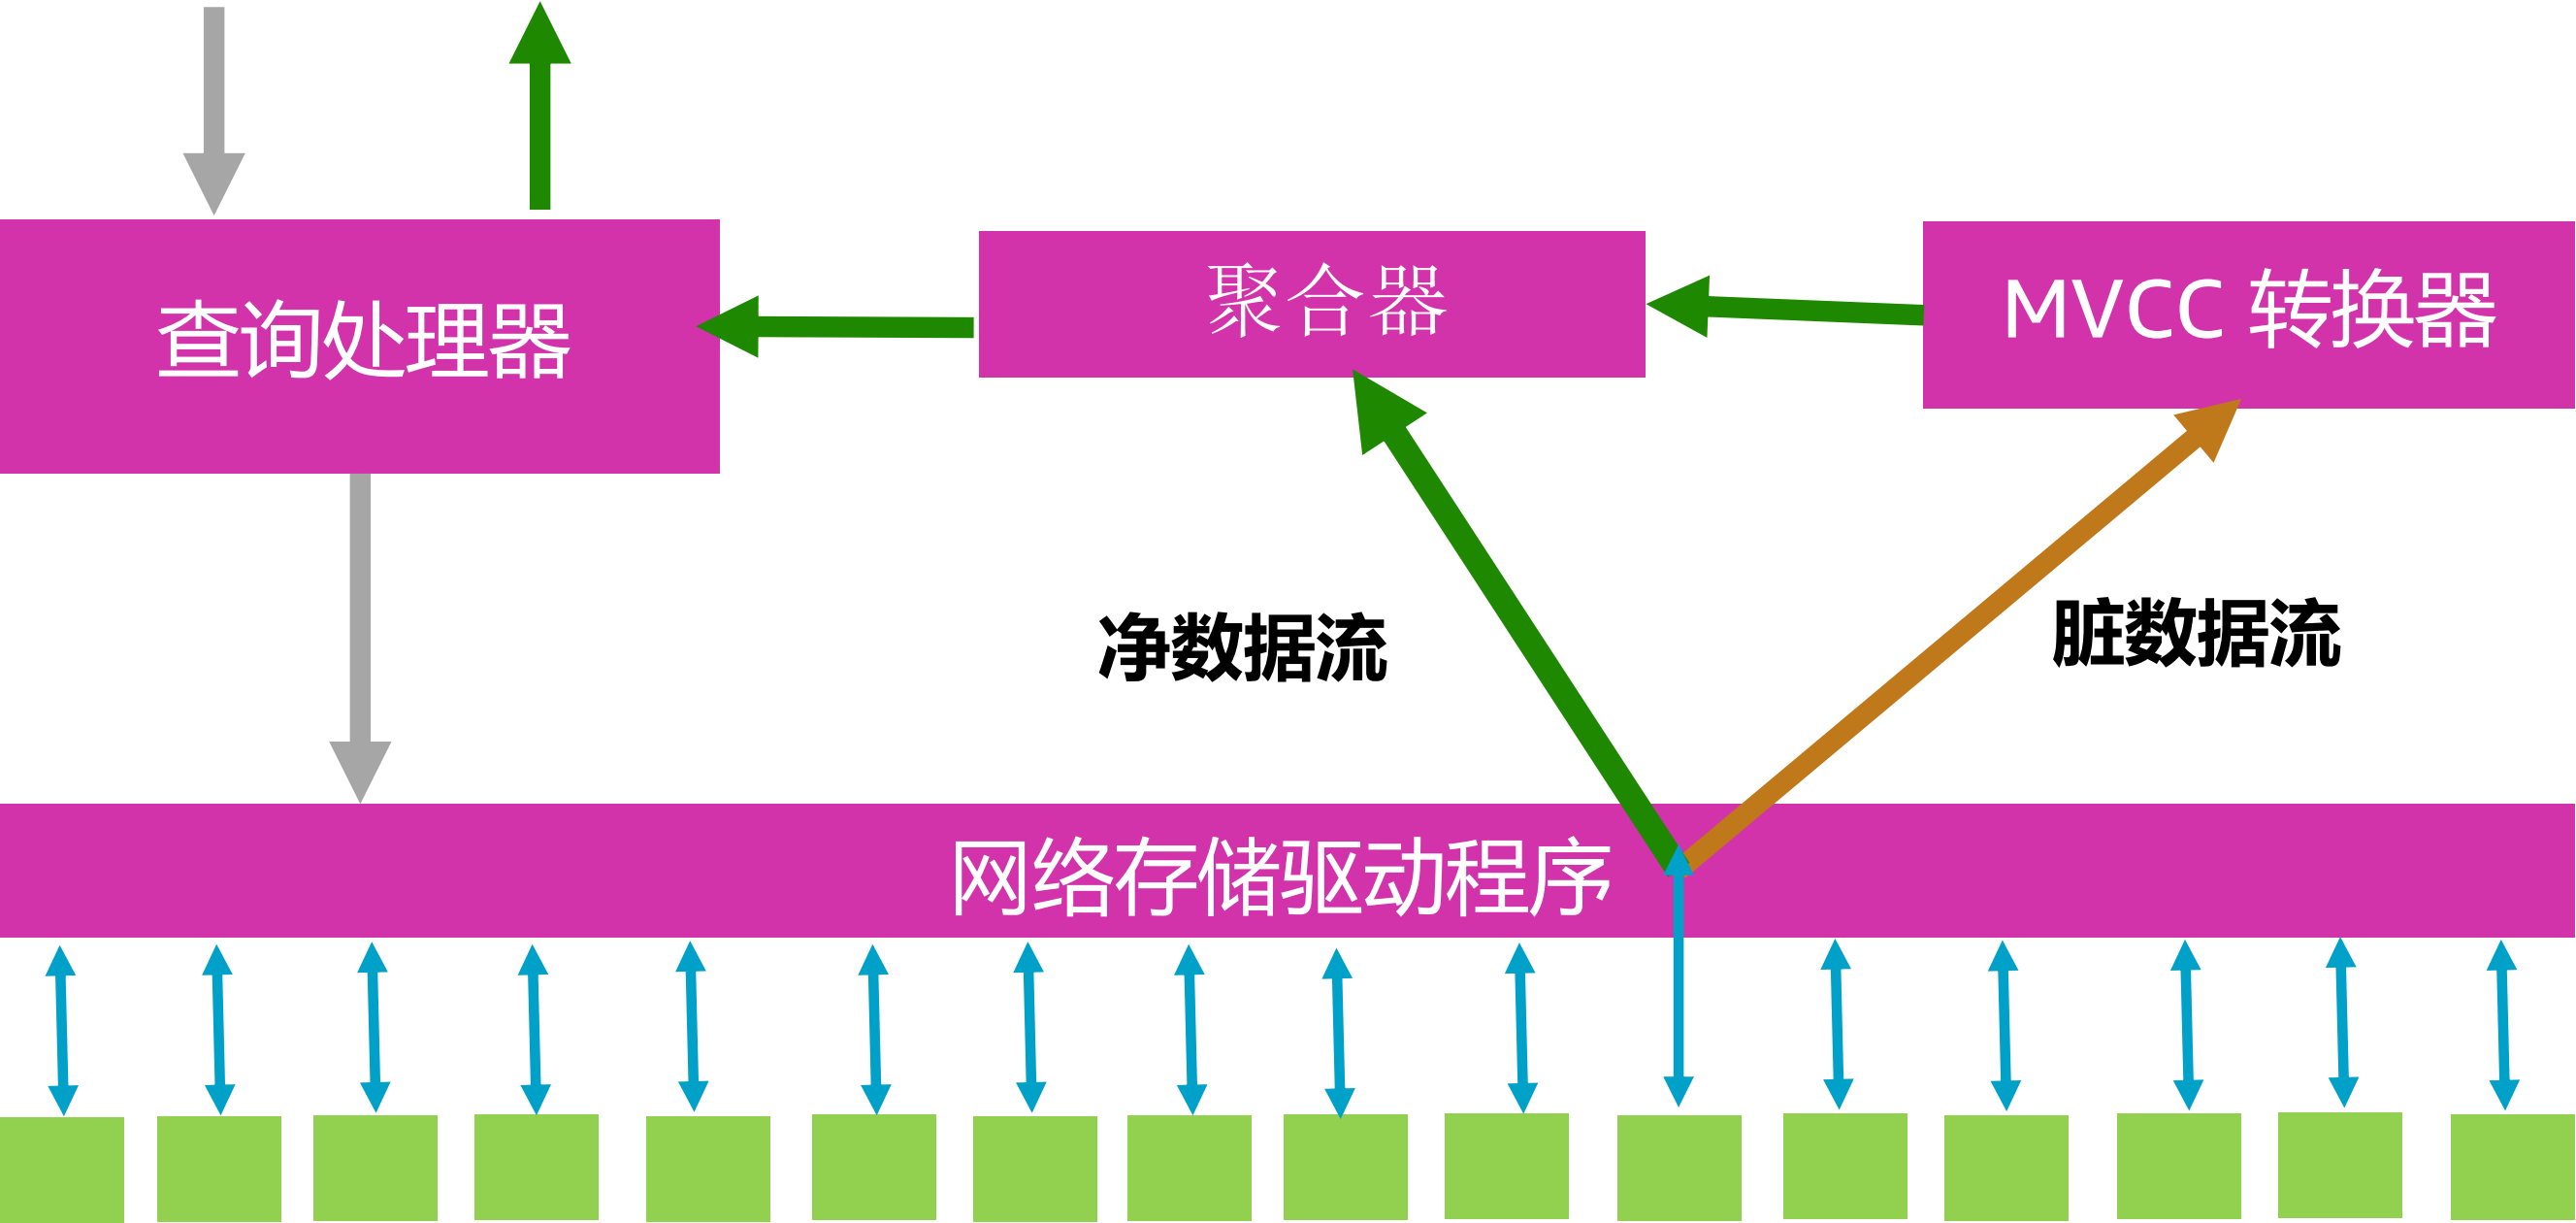 查询处理器
聚合器
MVCC 转换器
净数据流
脏数据流
网络存储驱动程序